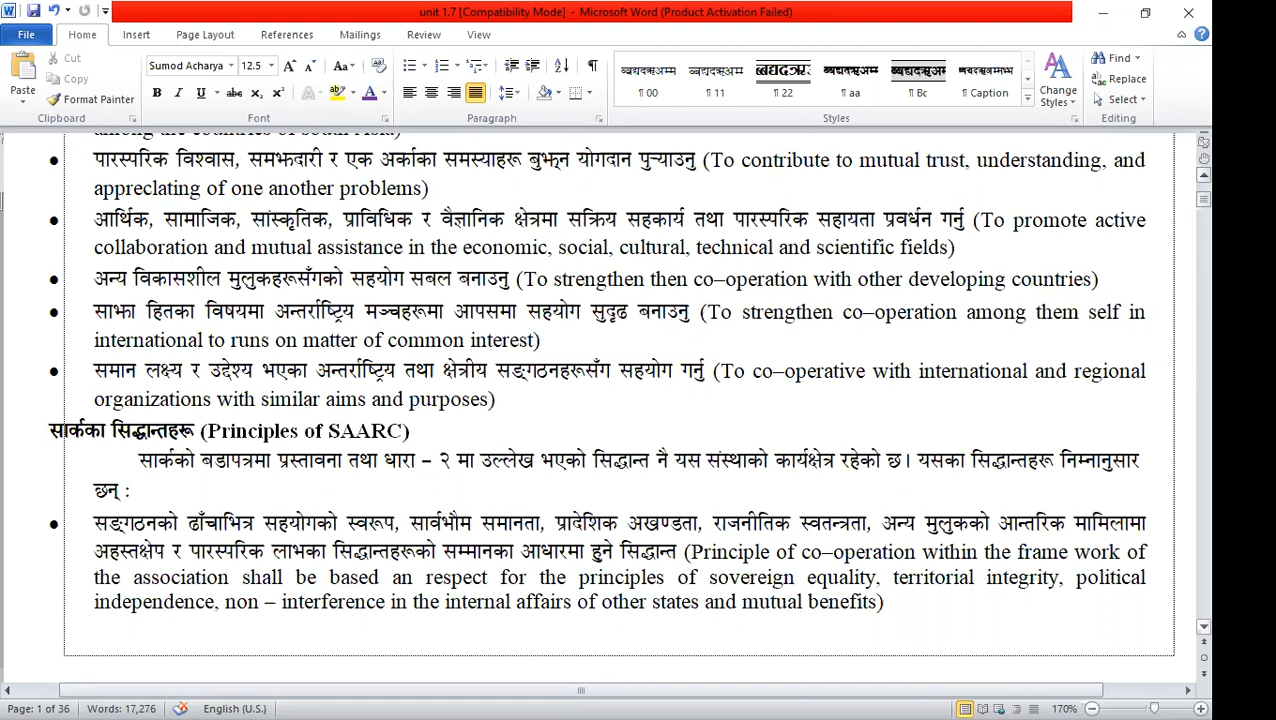 unit 1.7 [Compatibility Mode] - Microsoft Word (Product Activation Failed)
File Home Insert Page Layout References Mailings Review View
Cut
Copy
Format Painter
Paste
Clipboard
Sumod Acharya 12.5
Font
Paragraph
¶ 00 ¶ 11 ¶ 22 ¶ aa ¶ Bc ¶ Caption
Change Styles
Styles
Find
Replace
Select
Editing
among the countries of south Asia)
• पारस्परिक विश्वास, समझदारी र एक अर्काका समस्याहरू बुझ्न योगदान पुऱ्याउनु (To contribute to mutual trust, understanding, and
appreclating of one another problems)
• आर्थिक, सामाजिक, सांस्कृतिक, प्राविधिक र वैज्ञानिक क्षेत्रमा सक्रिय सहकार्य तथा पारस्परिक सहायता प्रवर्धन गर्नु (To promote active
collaboration and mutual assistance in the economic, social, cultural, technical and scientific fields)
• अन्य विकासशील मुलुकहरूसँगको सहयोग सबल बनाउनु (To strengthen then co–operation with other developing countries)
• साझा हितका विषयमा अन्तर्राष्ट्रिय मञ्चहरूमा आपसमा सहयोग सुदृढ बनाउनु (To strengthen co–operation among them self in
international to runs on matter of common interest)
• समान लक्ष्य र उद्देश्य भएका अन्तर्राष्ट्रिय तथा क्षेत्रीय सङ्गठनहरूसँग सहयोग गर्नु (To co–operative with international and regional
organizations with similar aims and purposes)
सार्कका सिद्धान्तहरू (Principles of SAARC)
सार्कको बडापत्रमा प्रस्तावना तथा धारा – २ मा उल्लेख भएको सिद्धान्त नै यस संस्थाको कार्यक्षेत्र रहेको छ। यसका सिद्धान्तहरू निम्नानुसार
छन् :
• सङ्गठनको ढाँचाभित्र सहयोगको स्वरूप, सार्वभौम समानता, प्रादेशिक अखण्डता, राजनीतिक स्वतन्त्रता, अन्य मुलुकको आन्तरिक मामिलामा
अहस्तक्षेप र पारस्परिक लाभका सिद्धान्तहरूको सम्मानका आधारमा हुने सिद्धान्त (Principle of co–operation within the frame work of
the association shall be based an respect for the principles of sovereign equality, territorial integrity, political
independence, non – interference in the internal affairs of other states and mutual benefits)
Page: 1 of 36 Words: 17,276 English (U.S.) 170%